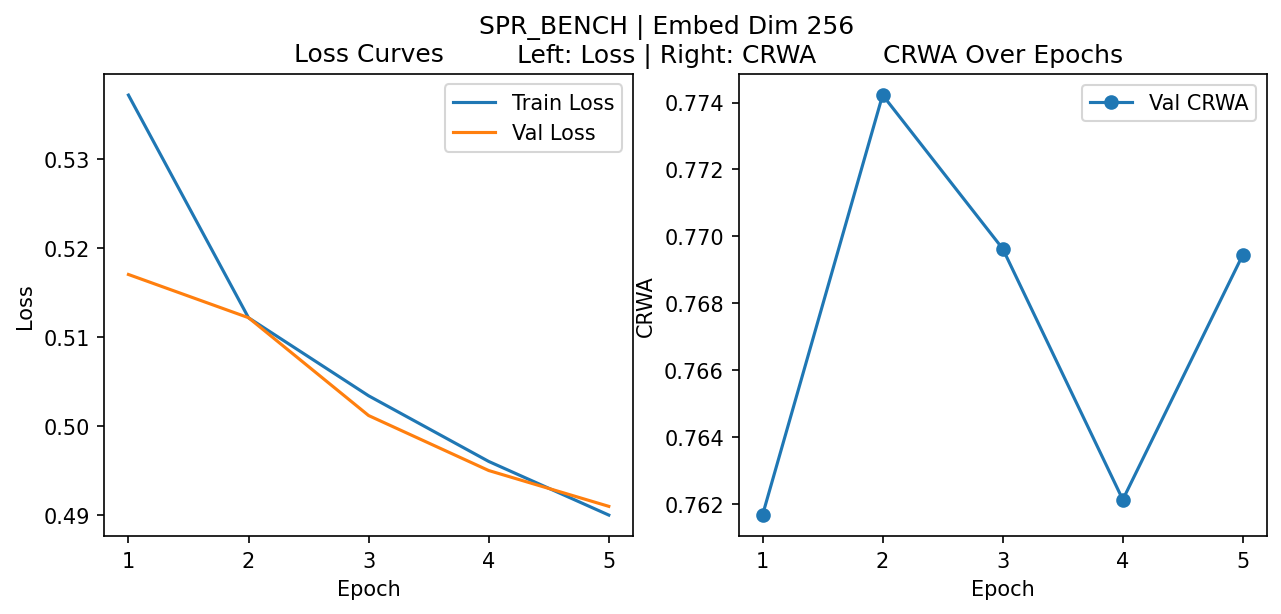 SPR_BENCH | Embed Dim 256
Left: Loss | Right: CRWA
Loss Curves
Train Loss
Val Loss
0.53
0.52
0.51
0.50
0.49
Loss
1 2 3 4 5
Epoch
CRWA Over Epochs
Val CRWA
0.774
0.772
0.770
0.768
0.766
0.764
0.762
CRWA
1 2 3 4 5
Epoch